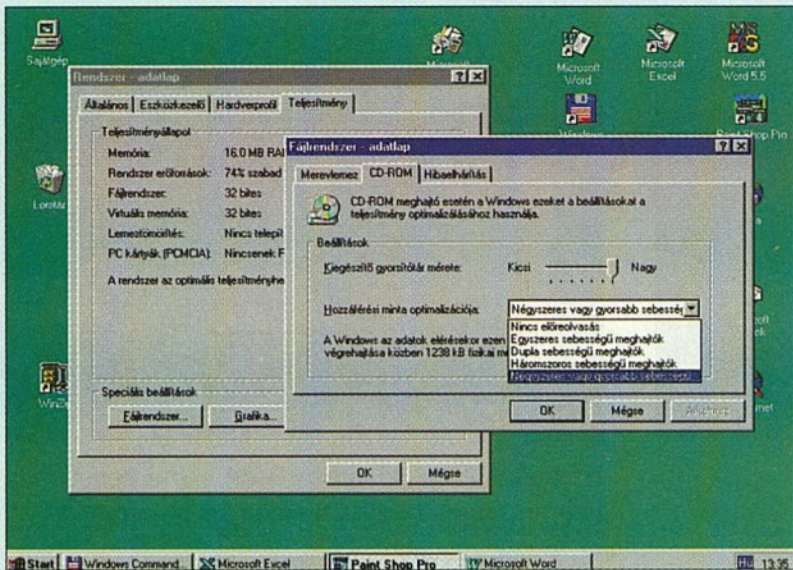 Sajátgép
Microsoft
Word
Microsoft
Excel
Microsoft
Word 5.5
Paint Shop Pro
Lomtár
Rendszer - adatlap
Általános
Eszközkezelő
Hardverprofil
Teljesítmény
Teljesítményállapot
Memória:
16.0 MB RAM
Rendszer erőforrások:
74% szabad
Fájlrendszer:
32 bites
Virtuális memória:
32 bites
Lemeztömörítés:
Nincs telepít
PC kártyák (PCMCIA):
Nincsenek P
A rendszer az optimális teljesítményhe
Speciális beállítások
Fájlrendszer...
Grafika...
OK
Mégse
Fájlrendszer - adatlap
Merevlemez
CD-ROM
Hibaelhárítás
CD-ROM meghajtó esetén a Windows ezeket a beállításokat a
teljesítmény optimalizálásához használja.
Beállítások
Kiegészítő gyorsítótár mérete:
Kicsi
Nagy
Hozzáférési minta optimalizációja:
Négyszeres vagy gyorsabb sebesség
Nincs előreolvasás
Egyszeres sebességű meghajtók
Dupla sebességű meghajtók
Háromszoros sebességű meghajtók
Négyszeres vagy gyorsabb sebességű
A Windows az adatok elérésekor ezen
végrehajtása közben 1238 kB fizikai me
OK
Mégse
Start
Windows Command...
Microsoft Excel
Paint Shop Pro
Microsoft Word
Hu
13:35